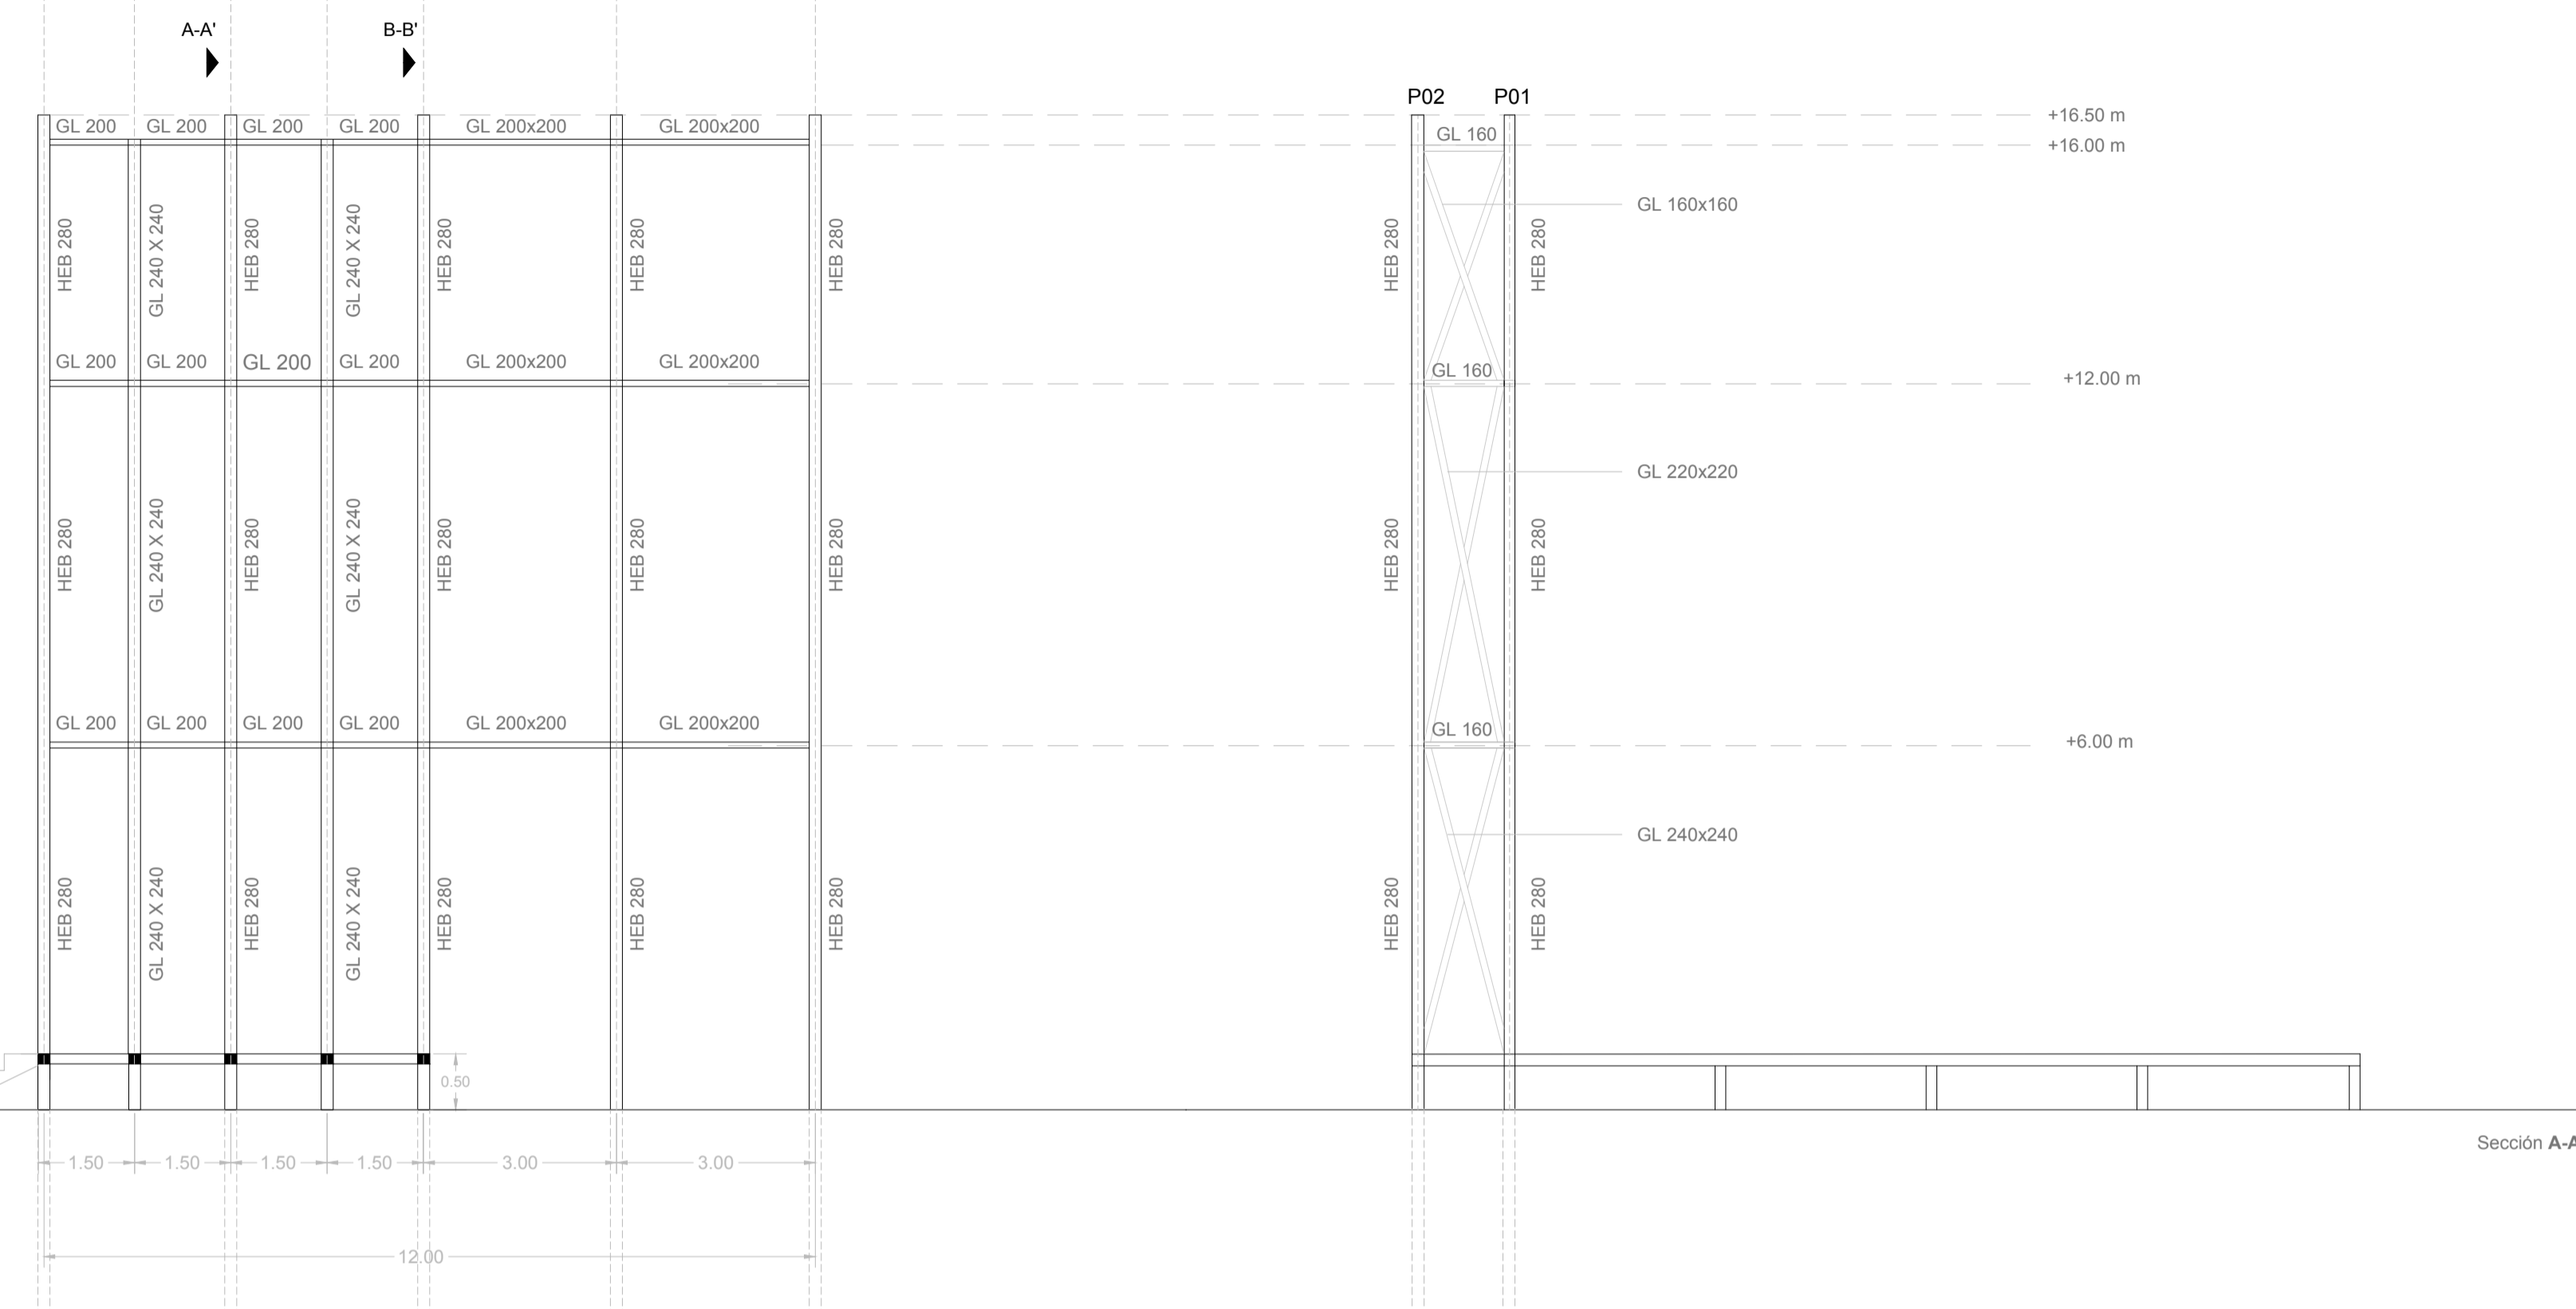 A-A' B-B'
P02 P01
GL 200 GL 200 GL 200 GL 200 GL 200x200 GL 200x200 GL 160 +16.50 m
+16.00 m
HEB 280 GL 240 X 240 HEB 280 GL 240 X 240 HEB 280 HEB 280 HEB 280 HEB 280 HEB 280 GL 160x160
GL 200 GL 200 GL 200 GL 200 GL 200x200 GL 200x200 GL 160 +12.00 m
HEB 280 GL 240 X 240 HEB 280 GL 240 X 240 HEB 280 HEB 280 HEB 280 HEB 280 HEB 280 GL 220x220
GL 200 GL 200 GL 200 GL 200 GL 200x200 GL 200x200 GL 160 +6.00 m
HEB 280 GL 240 X 240 HEB 280 GL 240 X 240 HEB 280 HEB 280 HEB 280 HEB 280 HEB 280 GL 240x240
0.50
Sección A-A
1.50 1.50 1.50 1.50 3.00 3.00
12.00